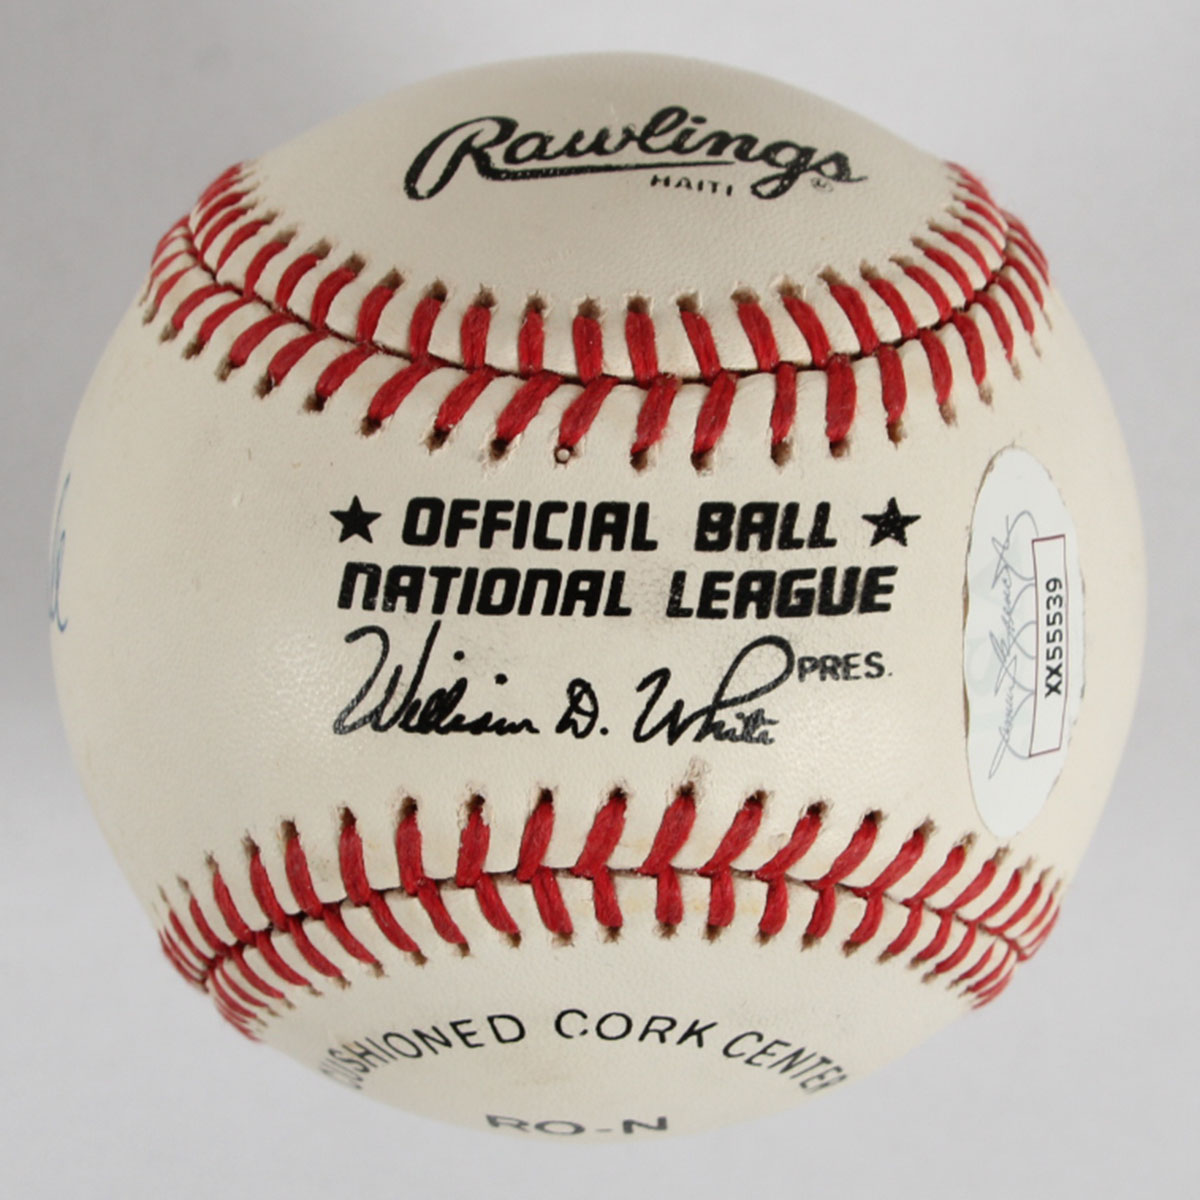 Rawlings
HAITI ®
★ OFFICIAL BALL ★
NATIONAL LEAGUE
William D. White PRES.
XX55539
CUSHIONED CORK CENTER
RO-N